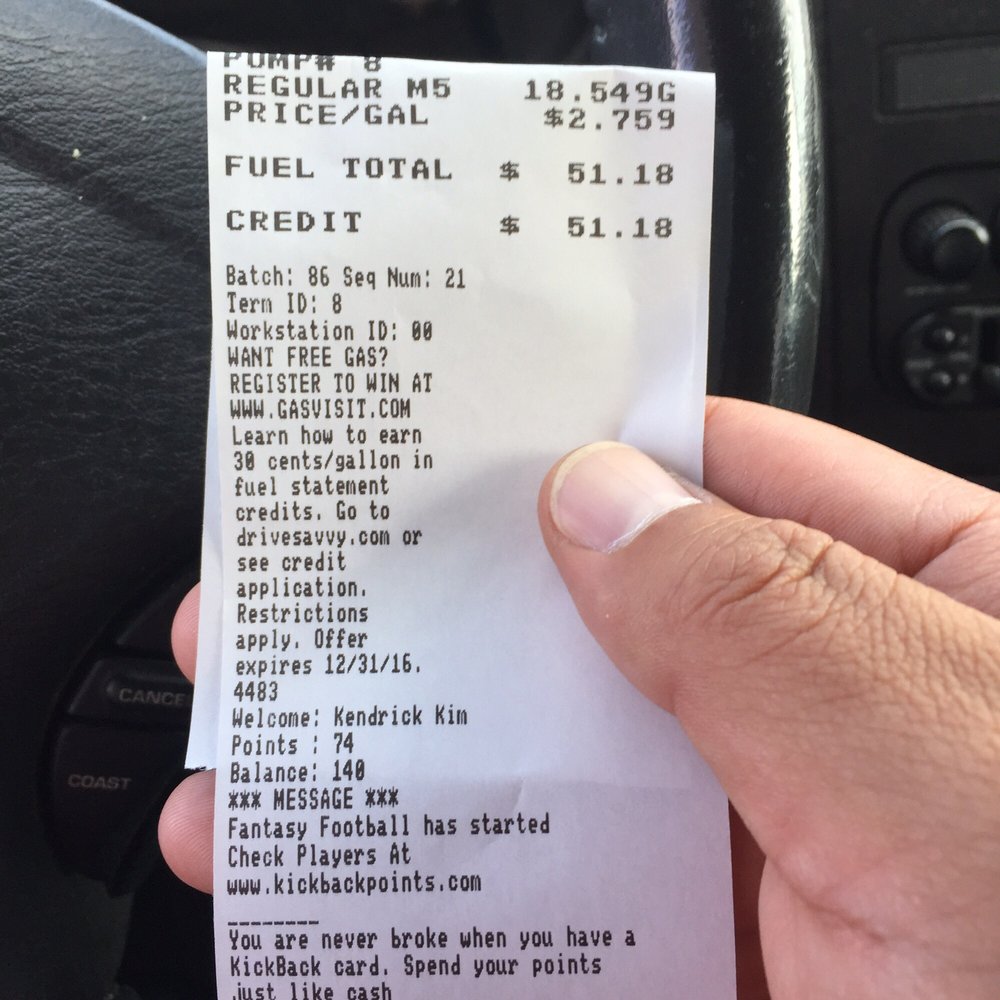 PUMP# 8
REGULAR M5 18.549G
PRICE/GAL $2.759
FUEL TOTAL $ 51.18
CREDIT $ 51.18
Batch: 86 Seq Num: 21
Term ID: 8
Workstation ID: 00
WANT FREE GAS?
REGISTER TO WIN AT
WWW.GASVISIT.COM
Learn how to earn
30 cents/gallon in
fuel statement
credits. Go to
drivesavvy.com or
see credit
application.
Restrictions
apply. Offer
expires 12/31/16.
4483
Welcome: Kendrick Kim
Points : 74
Balance: 140
*** MESSAGE ***
Fantasy Football has started
Check Players At
www.kickbackpoints.com
________
You are never broke when you have a
KickBack card. Spend your points
just like cash
CANCE
COAST